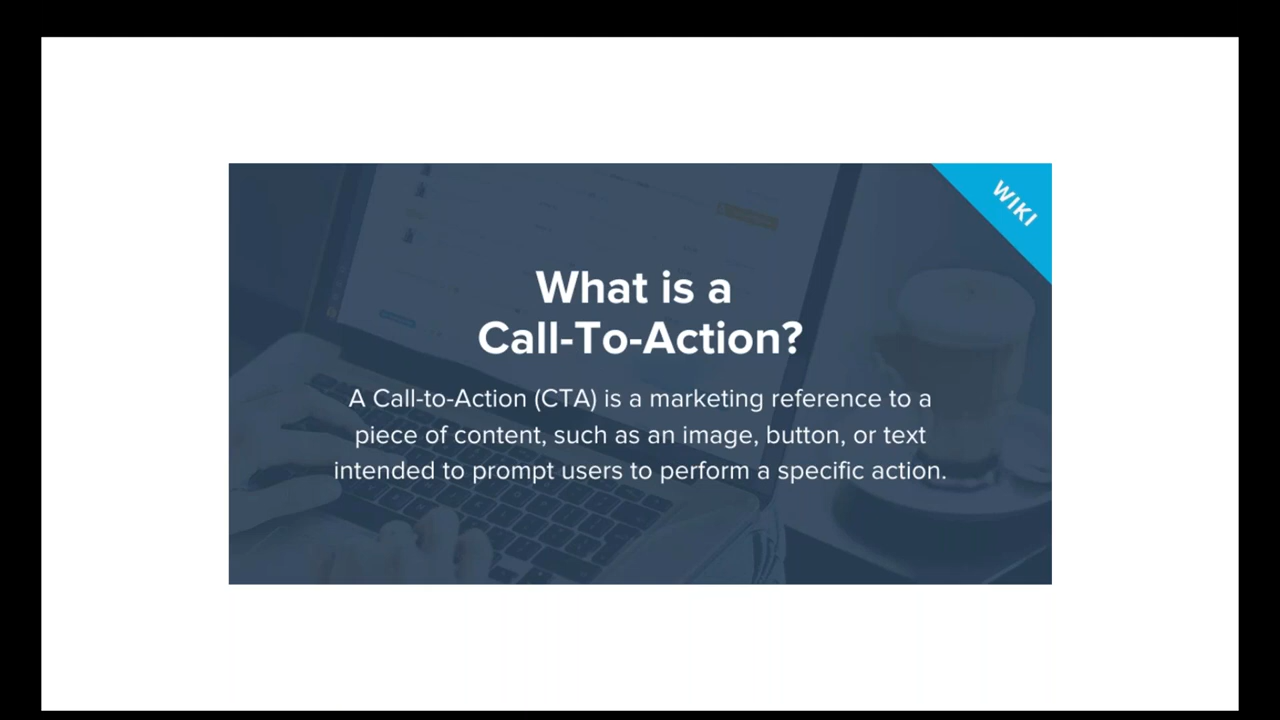 WIKI
What is a
Call-To-Action?
A Call-to-Action (CTA) is a marketing reference to a
piece of content, such as an image, button, or text
intended to prompt users to perform a specific action.